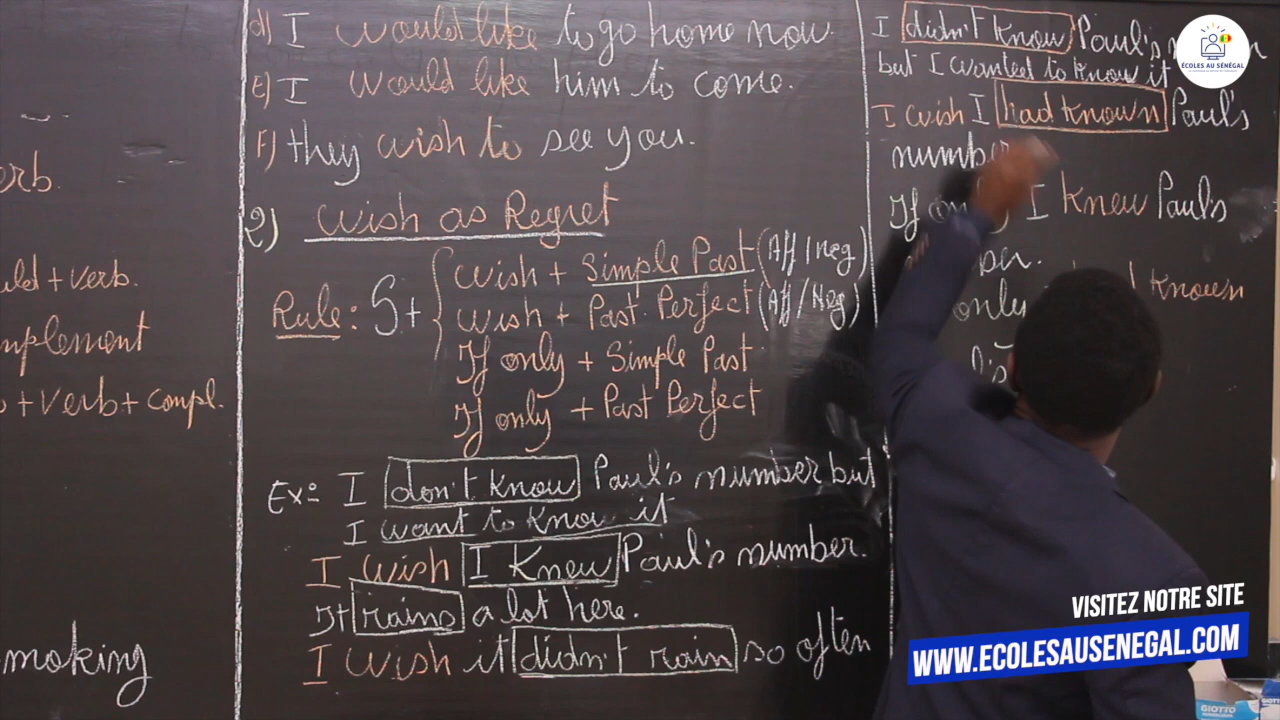 erb.
uld + verb.
mplement
+ verb + compl.
making
d) I would like to go home now.
E) I would like him to come.
F) they wish to see you.
2) wish as Regret
Rule: S + { wish + Simple Past (Aff/neg)
wish + Past Perfect (Aff/Neg)
If only + Simple Past
If only + Past Perfect
Ex: I don't know Paul's number but
I want to know it
I wish I knew Paul's number.
It rains a lot here.
I wish it didn't rain so often
I didn't know Paul's
but I wanted to know it
I wish I had known Paul's
number
If I knew Paul's
only known
ÉCOLES AU SÉNÉGAL
VISITEZ NOTRE SITE
WWW.ECOLESAUSENEGAL.COM
GIOTTO